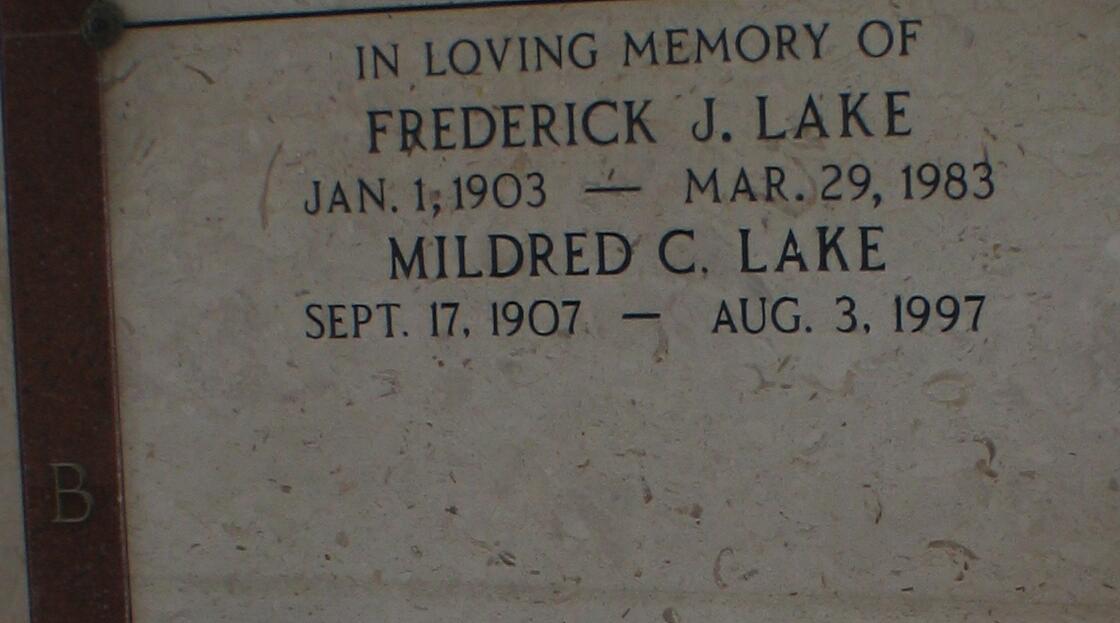 IN LOVING MEMORY OF
FREDERICK J. LAKE
JAN. 1, 1903 — MAR. 29, 1983
MILDRED C. LAKE
SEPT. 17, 1907 — AUG. 3, 1997
B